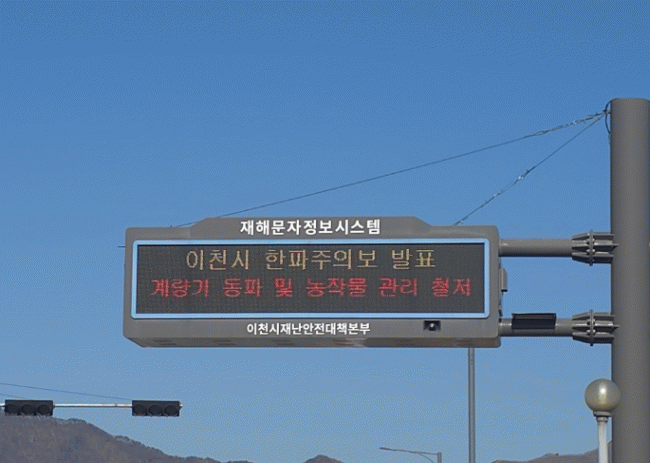 재해문자정보시스템
이천시 한파주의보 발표
계량기 동파 및 농작물 관리 철저
이천시재난안전대책본부